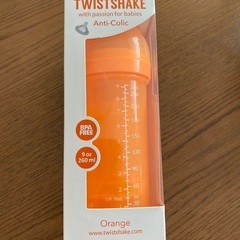 TWISTSHAKE
with passion for babies
Anti-Colic
BPA
FREE
9 oz
260 ml
Orange
www.twistshake.com